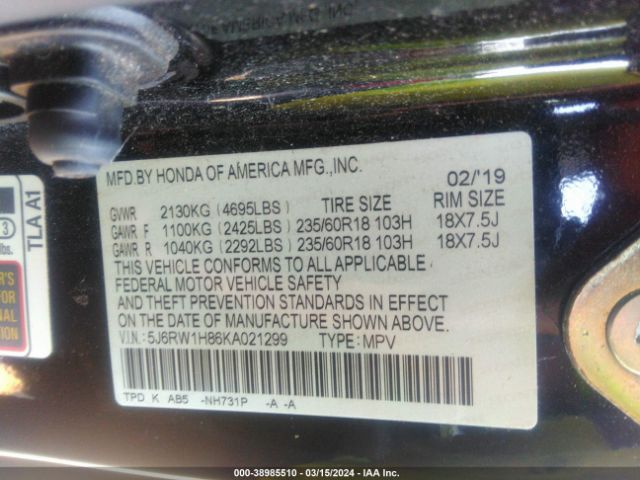 MFD.BY HONDA OF AMERICA MFG.,INC. 02/'19
GVWR 2130KG (4695LBS) TIRE SIZE RIM SIZE
GAWR F 1100KG (2425LBS) 235/60R18 103H 18X7.5J
GAWR R 1040KG (2292LBS) 235/60R18 103H 18X7.5J
THIS VEHICLE CONFORMS TO ALL APPLICABLE
FEDERAL MOTOR VEHICLE SAFETY
AND THEFT PREVENTION STANDARDS IN EFFECT
ON THE DATE OF MANUFACTURE SHOWN ABOVE.
V.I.N.: 5J6RW1H86KA021299 TYPE: MPV
TPD K AB5 -NH731P -A -A
TLA A1
3
lbs.
FOR
000-38985510 - 03/15/2024 - IAA Inc.